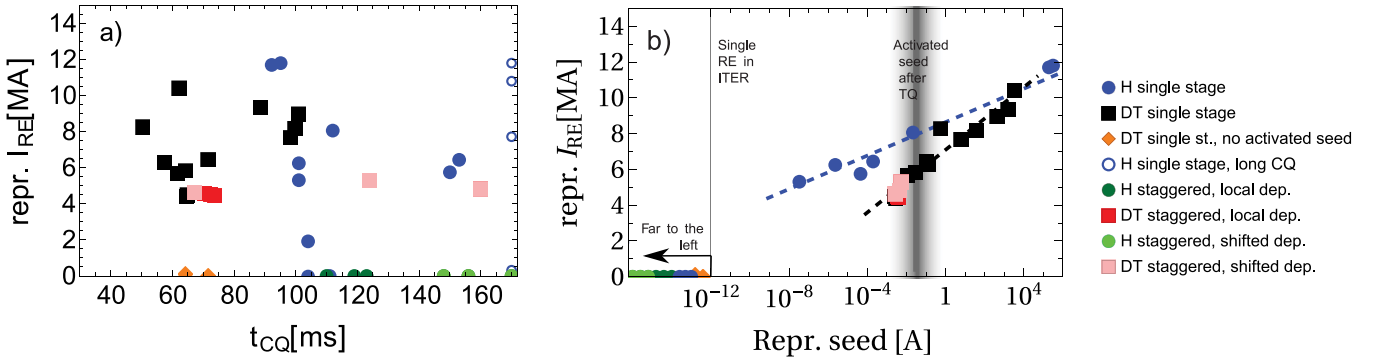 a)
repr. I_RE[MA]
14
12
10
8
6
4
2
0
40 60 80 100 120 140 160
t_CQ[ms]
b)
repr. I_RE[MA]
14
12
10
8
6
4
2
0
Single
RE in
ITER
Activated
seed
after
TQ
Far to the
left
10^-12 10^-8 10^-4 1 10^4
Repr. seed [A]
H single stage
DT single stage
DT single st., no activated seed
H single stage, long CQ
H staggered, local dep.
DT staggered, local dep.
H staggered, shifted dep.
DT staggered, shifted dep.